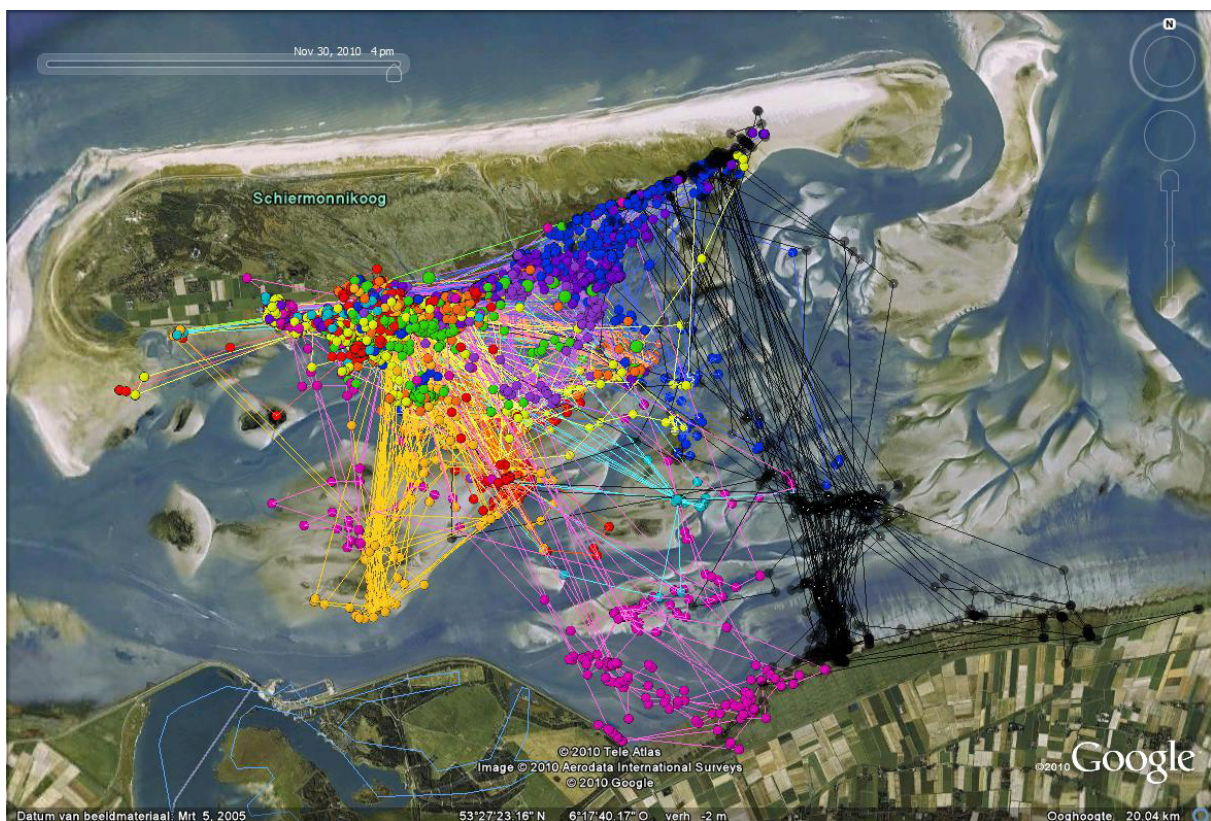 Nov 30, 2010 4 pm
N
Schiermonnikoog
© 2010 Tele Atlas
Image © 2010 Aerodata International Surveys
© 2010 Google
©2010 Google
Datum van beeldmateriaal: Mrt 5, 2005 53°27'23.16" N 6°17'40.17" O verh -2 m Ooghoogte 20.04 km